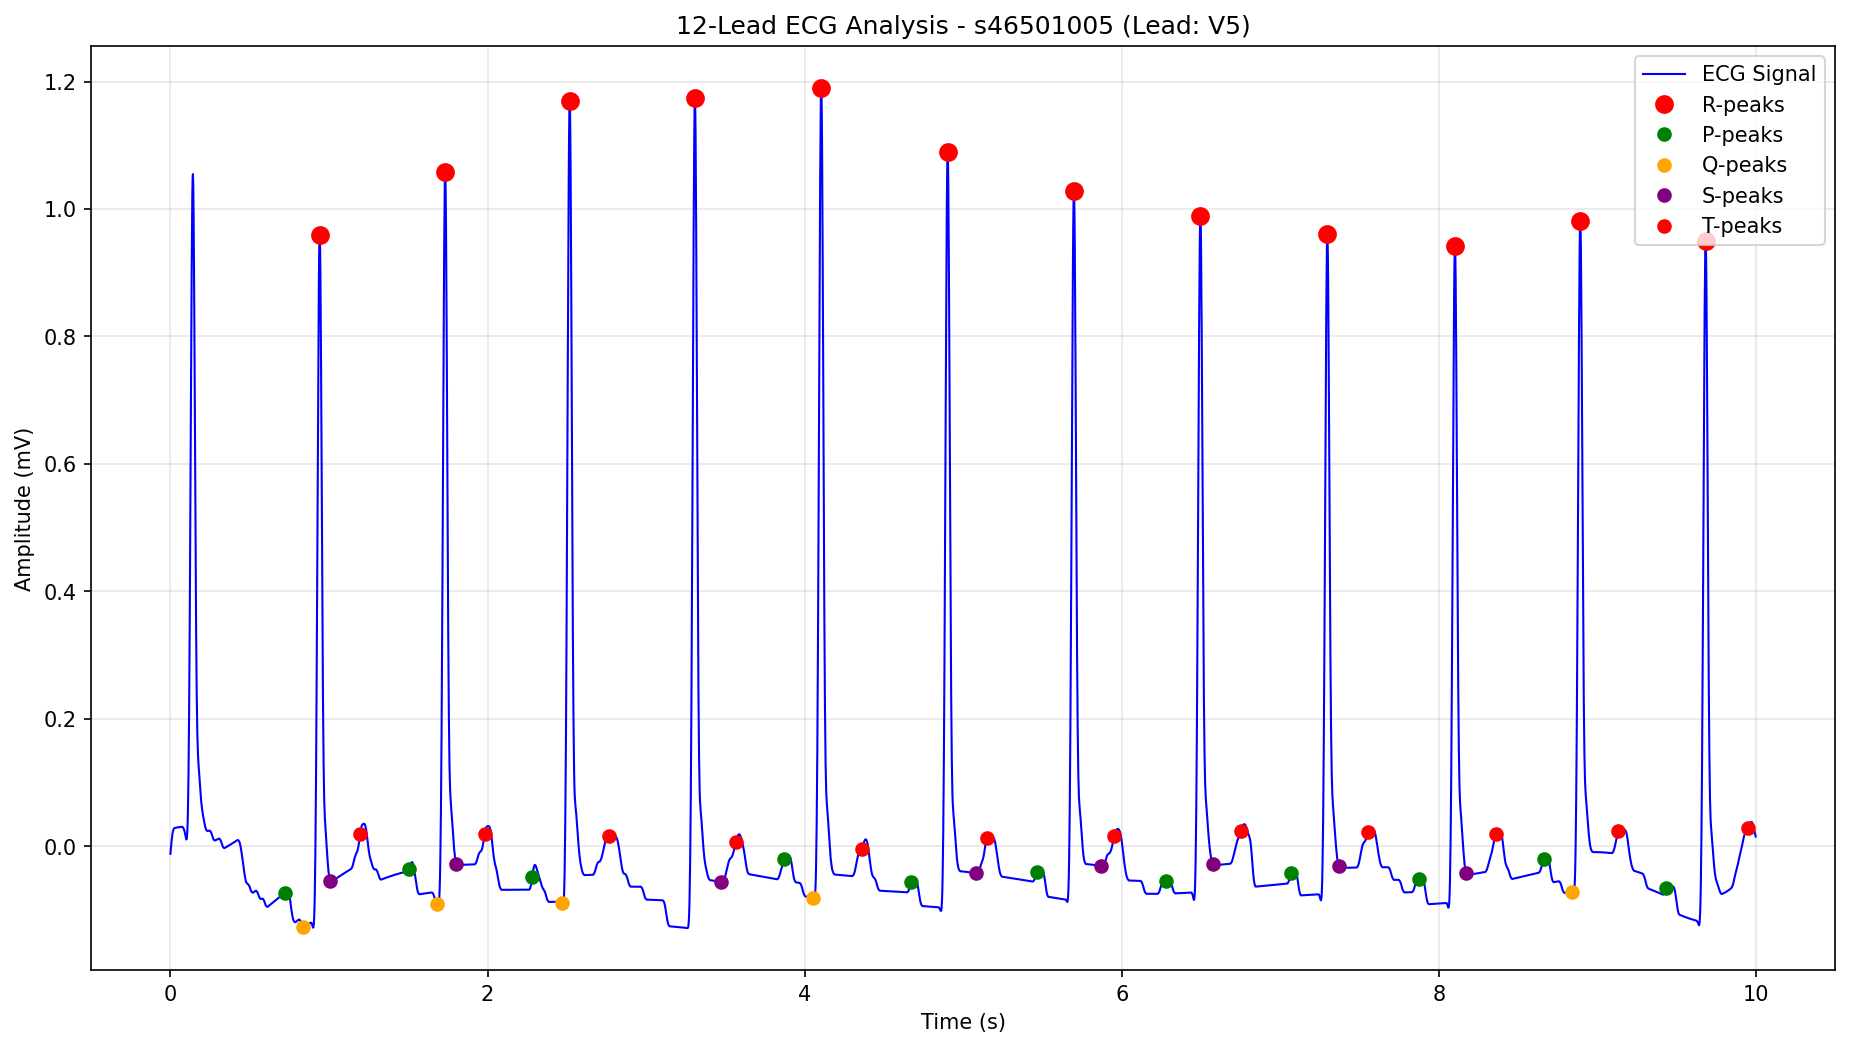 12-Lead ECG Analysis - s46501005 (Lead: V5)
ECG Signal
R-peaks
P-peaks
Q-peaks
S-peaks
T-peaks
1.2
1.0
0.8
0.6
0.4
0.2
0.0
Amplitude (mV)
0 2 4 6 8 10
Time (s)